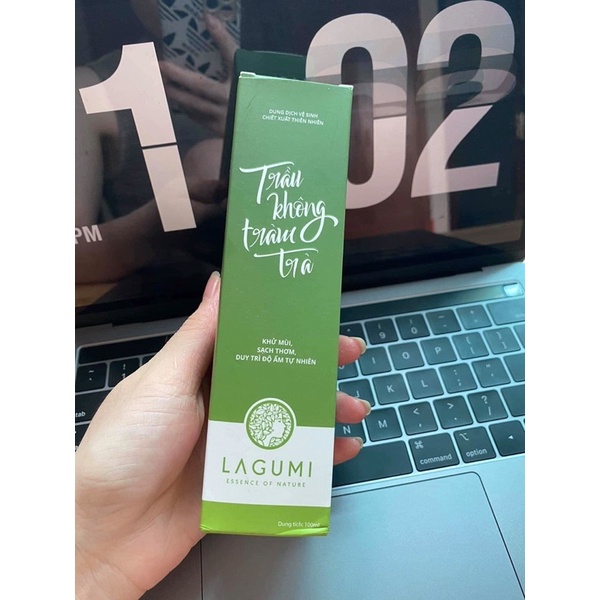 1 02
PM
DUNG DỊCH VỆ SINH
CHIẾT XUẤT THIÊN NHIÊN
Trầu
không
tràm
trà
KHỬ MÙI,
SẠCH THƠM,
DUY TRÌ ĐỘ ẨM TỰ NHIÊN
LAGUMI
ESSENCE OF NATURE
Dung tích: 100ml
tab
command
option